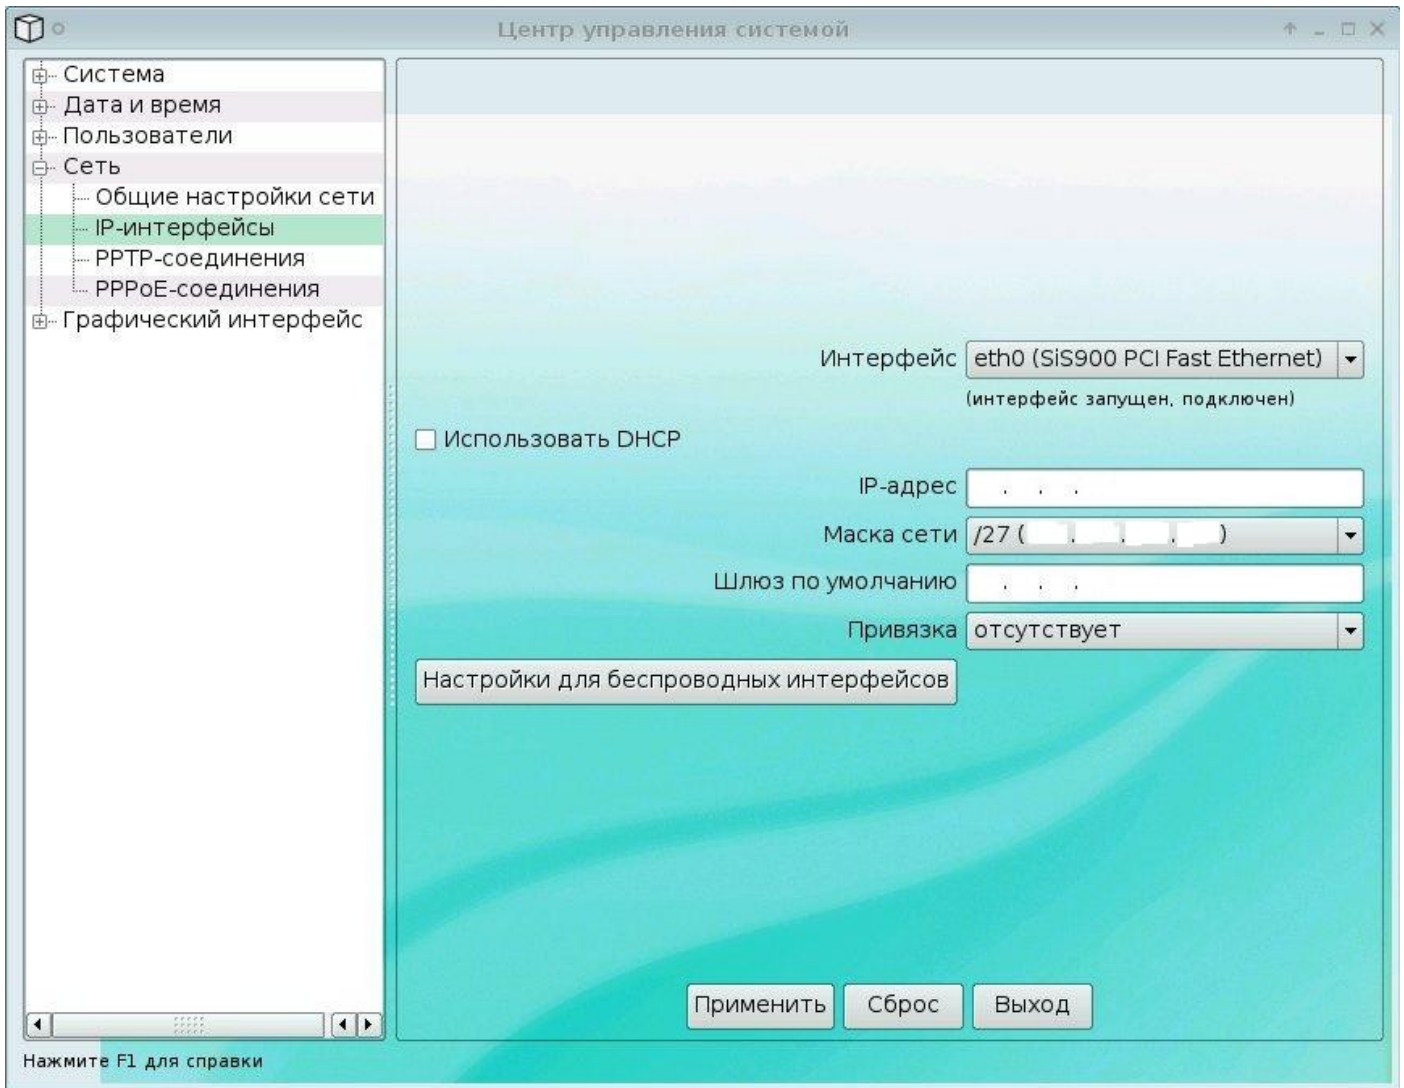 Центр управления системой
Система
Дата и время
Пользователи
Сеть
Общие настройки сети
IP-интерфейсы
PPTP-соединения
PPPoE-соединения
Графический интерфейс
Интерфейс eth0 (SiS900 PCI Fast Ethernet)
(интерфейс запущен, подключен)
Использовать DHCP
IP-адрес . . .
Маска сети /27 ( . . . )
Шлюз по умолчанию . . .
Привязка отсутствует
Настройки для беспроводных интерфейсов
Применить Сброс Выход
Нажмите F1 для справки